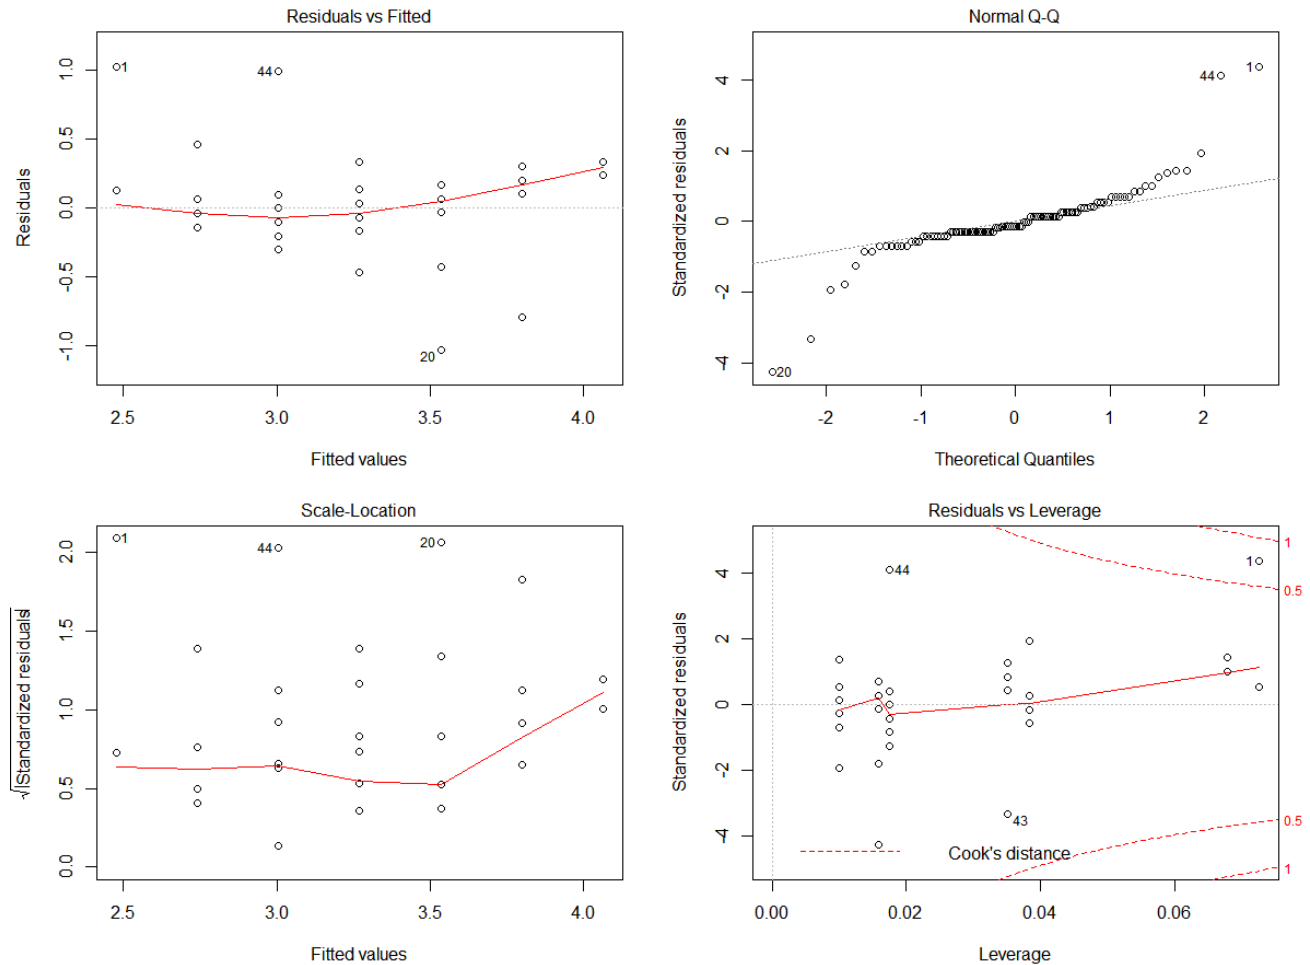 Residuals vs Fitted
Residuals
1.0
0.5
0.0
-0.5
-1.0
1
44
20
2.5 3.0 3.5 4.0
Fitted values
Normal Q-Q
Standardized residuals
4
2
0
-2
-4
44
1
20
-2 -1 0 1 2
Theoretical Quantiles
Scale-Location
√|Standardized residuals|
2.0
1.5
1.0
0.5
0.0
1
44
20
2.5 3.0 3.5 4.0
Fitted values
Residuals vs Leverage
Standardized residuals
4
2
0
-2
-4
44
1
43
1
0.5
0.5
1
Cook's distance
0.00 0.02 0.04 0.06
Leverage